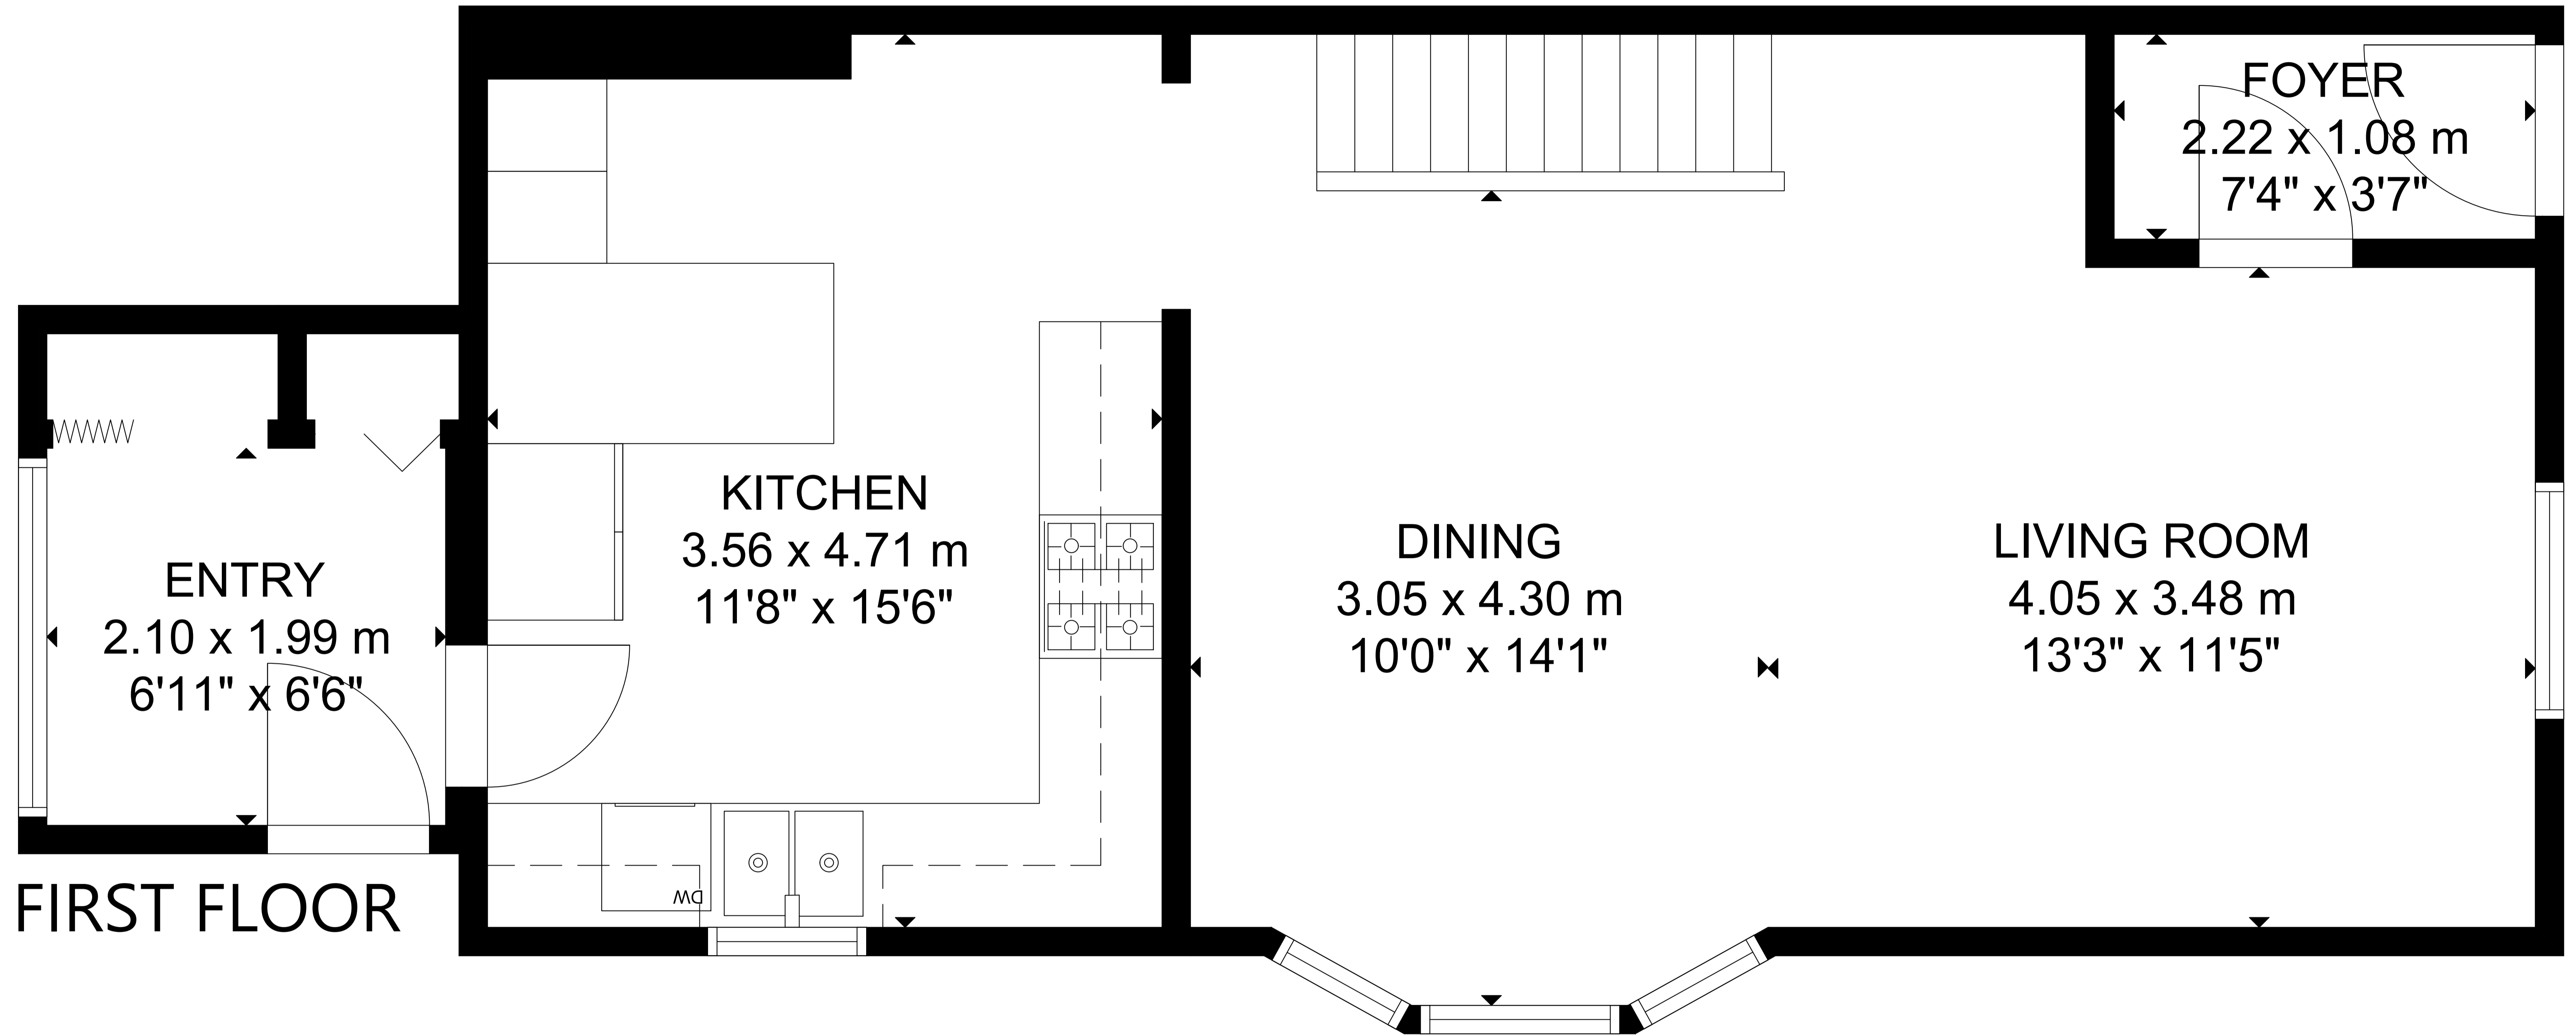 FOYER
2.22 x 1.08 m
7'4" x 3'7"
KITCHEN
3.56 x 4.71 m
11'8" x 15'6"
DINING
3.05 x 4.30 m
10'0" x 14'1"
LIVING ROOM
4.05 x 3.48 m
13'3" x 11'5"
ENTRY
2.10 x 1.99 m
6'11" x 6'6"
DW
FIRST FLOOR